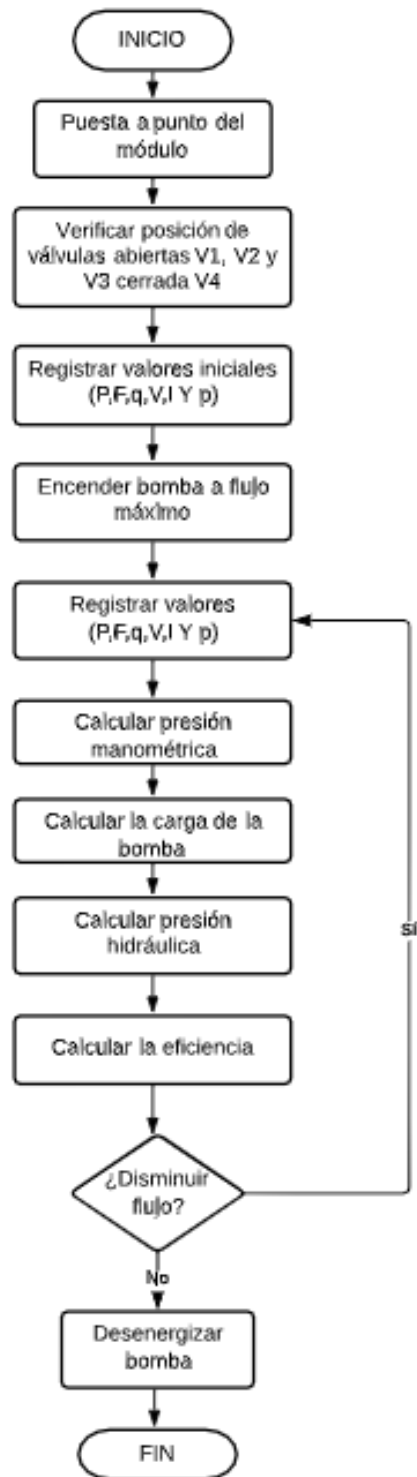 INICIO
Puesta a punto del
módulo
Verificar posición de
válvulas abiertas V1, V2 y
V3 cerrada V4
Registrar valores iniciales
(P,F,q,V,I Y p)
Encender bomba a flujo
máximo
Registrar valores
(P,F,q,V,I Y p)
Calcular presión
manométrica
Calcular la carga de la
bomba
Calcular presión
hidráulica
Calcular la eficiencia
¿Disminuir
flujo?
Sí
No
Desenergizar
bomba
FIN